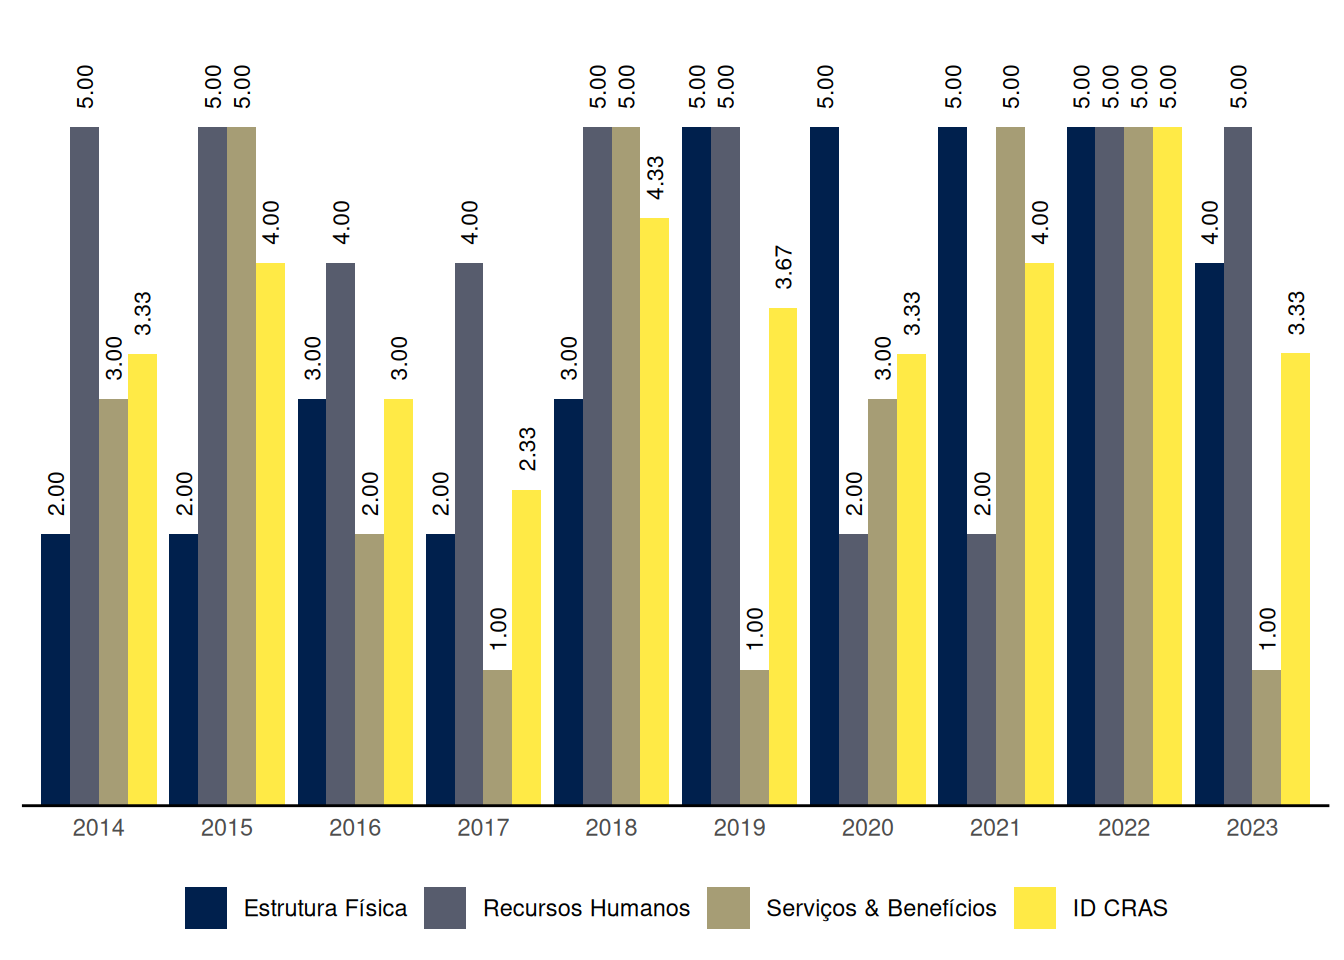 5.00 5.00 5.00 5.00 5.00 5.00 5.00 5.00 5.00 5.00 5.00 5.00 5.00 5.00 5.00
4.33
4.00 4.00 4.00 4.00 4.00
3.67
3.33 3.33 3.33
3.00 3.00 3.00 3.00 3.00
2.00 2.00 2.00 2.00 2.33 2.00 2.00
1.00 1.00 1.00
2014 2015 2016 2017 2018 2019 2020 2021 2022 2023
Estrutura Física Recursos Humanos Serviços & Benefícios ID CRAS